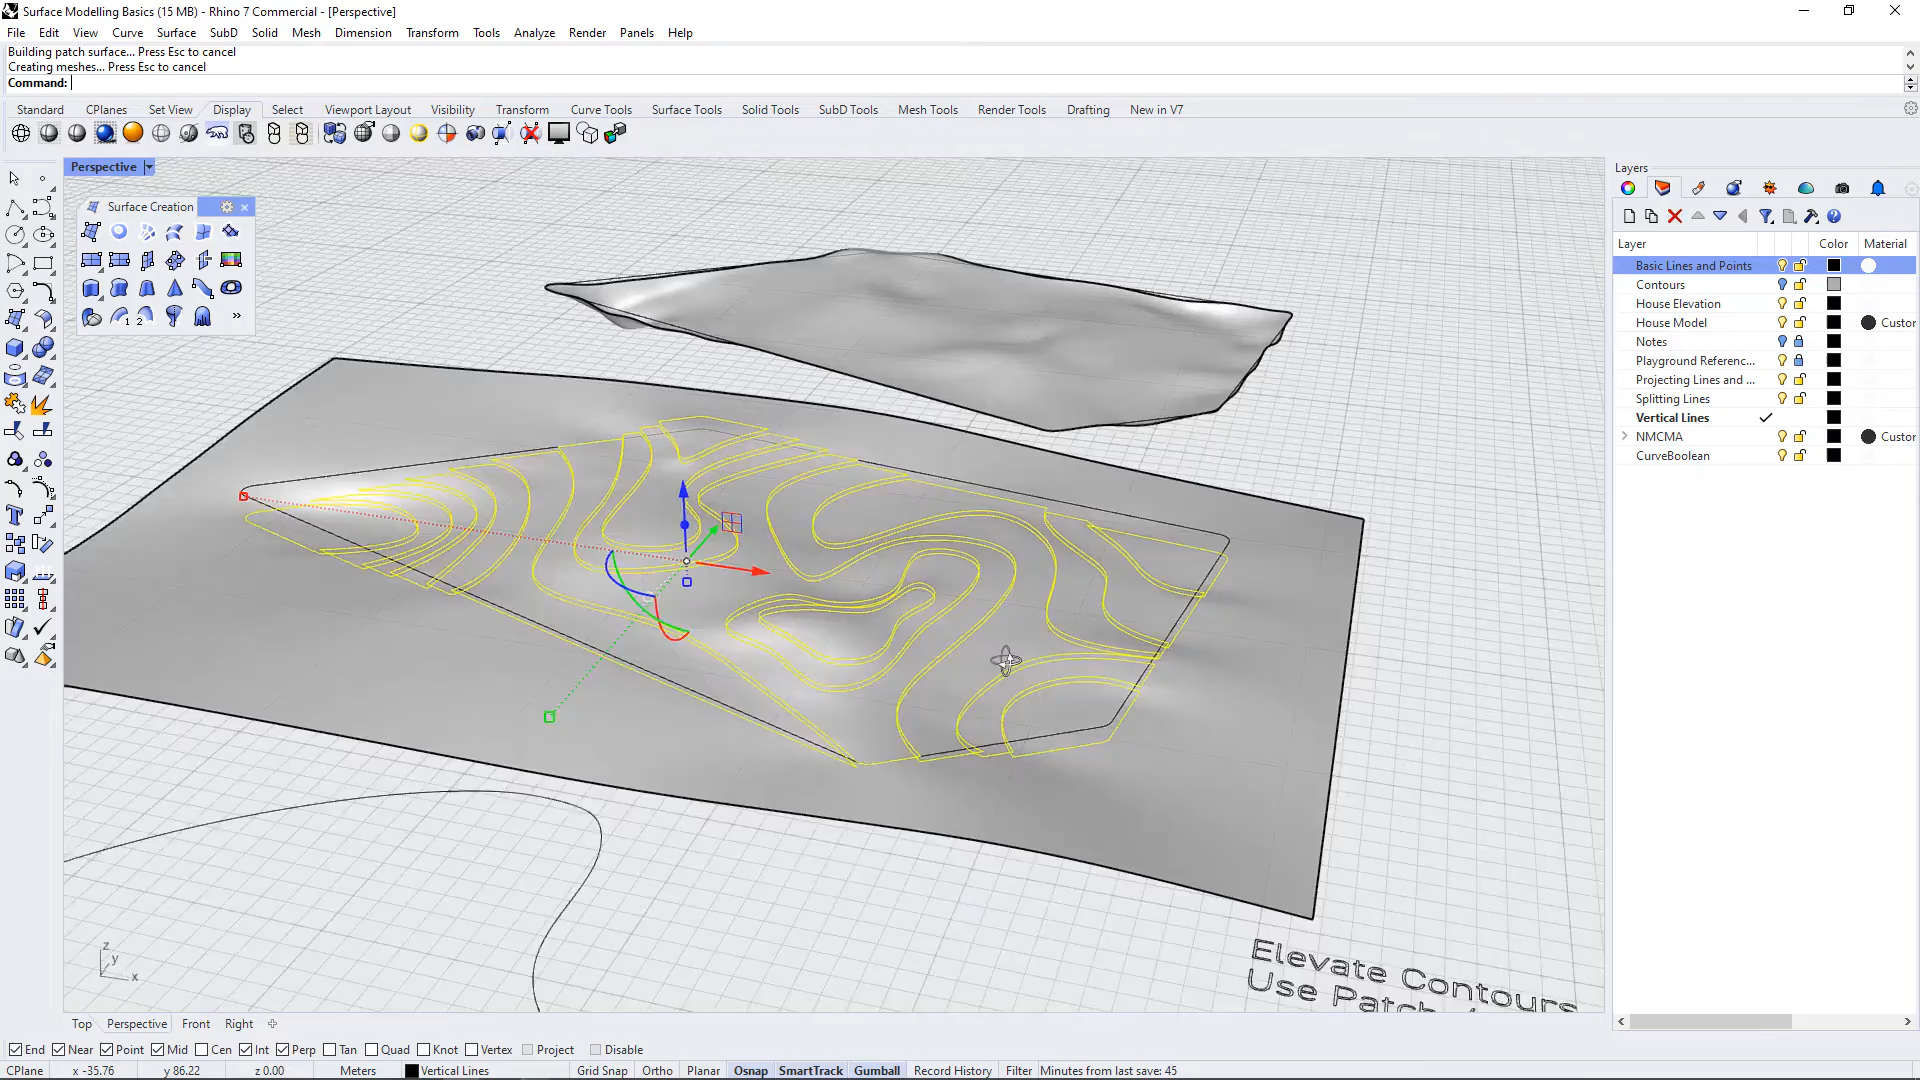 Surface Modelling Basics (15 MB) - Rhino 7 Commercial - [Perspective]
File Edit View Curve Surface SubD Solid Mesh Dimension Transform Tools Analyze Render Panels Help
Building patch surface... Press Esc to cancel
Creating meshes... Press Esc to cancel
Command:
Standard CPlanes Set View Display Select Viewport Layout Visibility Transform Curve Tools Surface Tools Solid Tools SubD Tools Mesh Tools Render Tools Drafting New in V7
Perspective
Surface Creation
1 2
Layers
Layer Color Material
Basic Lines and Points
Contours
House Elevation
House Model Custor
Notes
Playground Referenc...
Projecting Lines and ...
Splitting Lines
Vertical Lines
NMCMA Custor
CurveBoolean
Elevate Contours
Use Patch
z
y
x
Top Perspective Front Right
End Near Point Mid Cen Int Perp Tan Quad Knot Vertex Project Disable
CPlane x -35.76 y 86.22 z 0.00 Meters Vertical Lines Grid Snap Ortho Planar Osnap SmartTrack Gumball Record History Filter Minutes from last save: 45